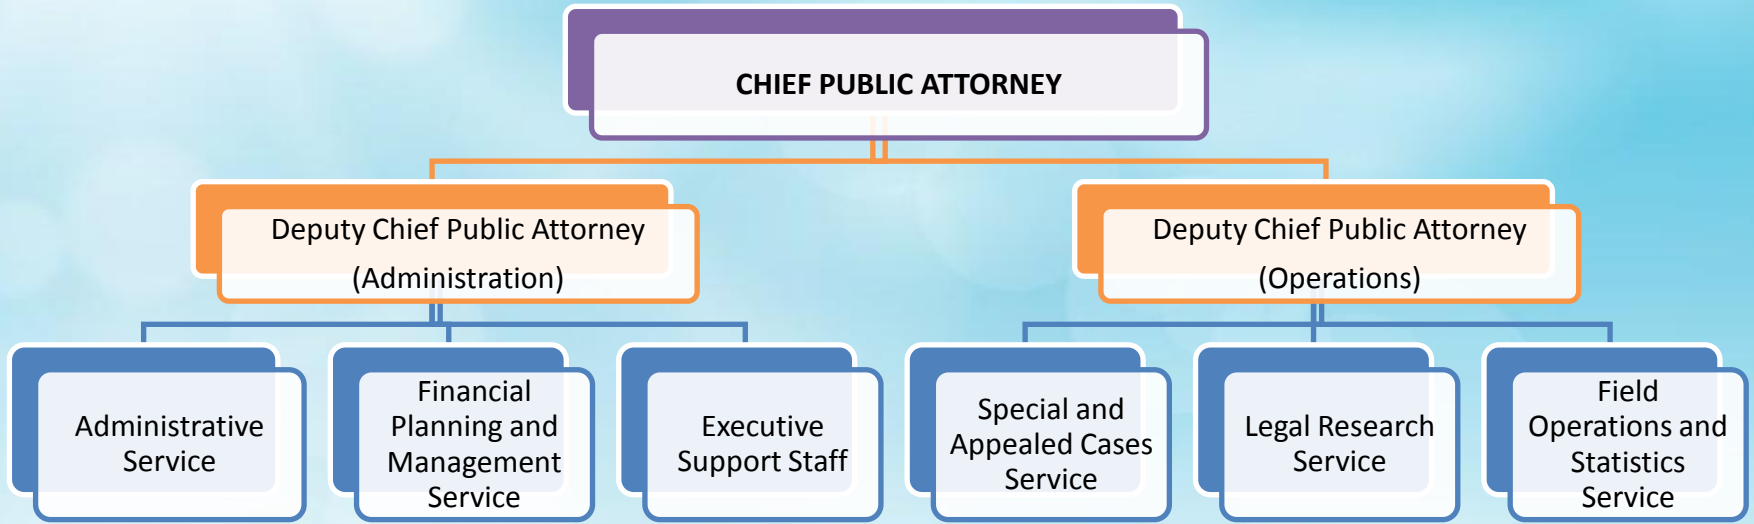 CHIEF PUBLIC ATTORNEY
Deputy Chief Public Attorney
(Administration)
Deputy Chief Public Attorney
(Operations)
Administrative
Service
Financial
Planning and
Management
Service
Executive
Support Staff
Special and
Appealed Cases
Service
Legal Research
Service
Field
Operations and
Statistics
Service